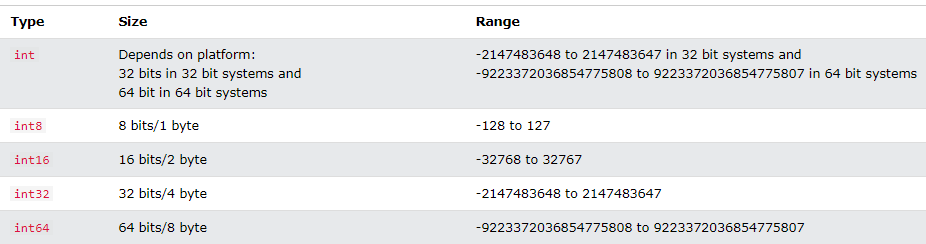 Type Size Range
int Depends on platform: -2147483648 to 2147483647 in 32 bit systems and
32 bits in 32 bit systems and -9223372036854775808 to 9223372036854775807 in 64 bit systems
64 bit in 64 bit systems
int8 8 bits/1 byte -128 to 127
int16 16 bits/2 byte -32768 to 32767
int32 32 bits/4 byte -2147483648 to 2147483647
int64 64 bits/8 byte -9223372036854775808 to 9223372036854775807